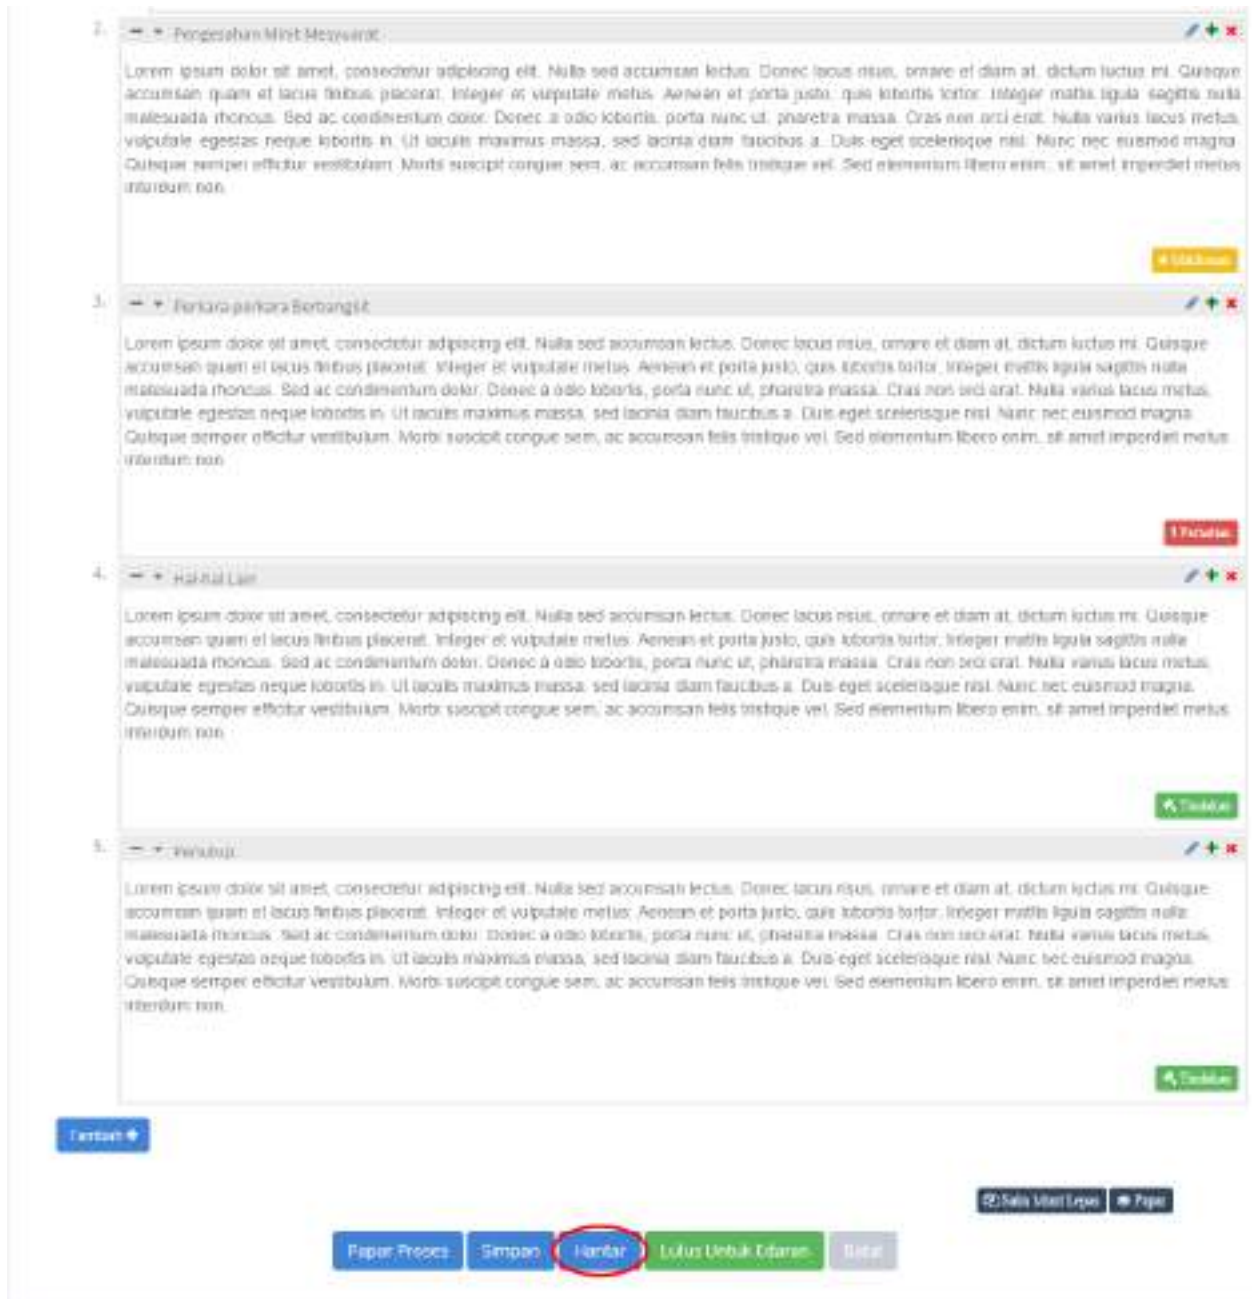 2. Pengesahan Minit Mesyuarat
Lorem ipsum dolor sit amet, consectetur adipiscing elit. Nulla sed accumsan lectus. Donec lacus risus, ornare et diam at, dictum luctus mi. Quisque
accumsan quam et lacus finibus placerat. Integer et vulputate metus. Aenean et porta justo, quis lobortis tortor. Integer mattis ligula sagittis nulla
malesuada rhoncus. Sed ac condimentum dolor. Donec a odio lobortis, porta nunc ut, pharetra massa. Cras non orci erat. Nulla varius lacus metus,
vulputate egestas neque lobortis in. Ut iaculis maximus massa, sed lacinia diam faucibus a. Duis eget scelerisque nisl. Nunc nec euismod magna.
Quisque semper efficitur vestibulum. Morbi suscipit congue sem, ac accumsan felis tristique vel. Sed elementum libero enim, sit amet imperdiet metus
interdum non.
Makluman
3. Perkara-perkara Berbangkit
Lorem ipsum dolor sit amet, consectetur adipiscing elit. Nulla sed accumsan lectus. Donec lacus risus, ornare et diam at, dictum luctus mi. Quisque
accumsan quam et lacus finibus placerat. Integer et vulputate metus. Aenean et porta justo, quis lobortis tortor. Integer mattis ligula sagittis nulla
malesuada rhoncus. Sed ac condimentum dolor. Donec a odio lobortis, porta nunc ut, pharetra massa. Cras non orci erat. Nulla varius lacus metus,
vulputate egestas neque lobortis in. Ut iaculis maximus massa, sed lacinia diam faucibus a. Duis eget scelerisque nisl. Nunc nec euismod magna.
Quisque semper efficitur vestibulum. Morbi suscipit congue sem, ac accumsan felis tristique vel. Sed elementum libero enim, sit amet imperdiet metus
interdum non.
4. Hal-hal Lain
Lorem ipsum dolor sit amet, consectetur adipiscing elit. Nulla sed accumsan lectus. Donec lacus risus, ornare et diam at, dictum luctus mi. Quisque
accumsan quam et lacus finibus placerat. Integer et vulputate metus. Aenean et porta justo, quis lobortis tortor. Integer mattis ligula sagittis nulla
malesuada rhoncus. Sed ac condimentum dolor. Donec a odio lobortis, porta nunc ut, pharetra massa. Cras non orci erat. Nulla varius lacus metus,
vulputate egestas neque lobortis in. Ut iaculis maximus massa, sed lacinia diam faucibus a. Duis eget scelerisque nisl. Nunc nec euismod magna.
Quisque semper efficitur vestibulum. Morbi suscipit congue sem, ac accumsan felis tristique vel. Sed elementum libero enim, sit amet imperdiet metus
interdum non.
Tindakan
5. Penutup
Lorem ipsum dolor sit amet, consectetur adipiscing elit. Nulla sed accumsan lectus. Donec lacus risus, ornare et diam at, dictum luctus mi. Quisque
accumsan quam et lacus finibus placerat. Integer et vulputate metus. Aenean et porta justo, quis lobortis tortor. Integer mattis ligula sagittis nulla
malesuada rhoncus. Sed ac condimentum dolor. Donec a odio lobortis, porta nunc ut, pharetra massa. Cras non orci erat. Nulla varius lacus metus,
vulputate egestas neque lobortis in. Ut iaculis maximus massa, sed lacinia diam faucibus a. Duis eget scelerisque nisl. Nunc nec euismod magna.
Quisque semper efficitur vestibulum. Morbi suscipit congue sem, ac accumsan felis tristique vel. Sed elementum libero enim, sit amet imperdiet metus
interdum non.
Tindakan
Tambah
Salin Minit Lepas Papar
Papar Proses Simpan Hantar Lulus Untuk Edaran Batal